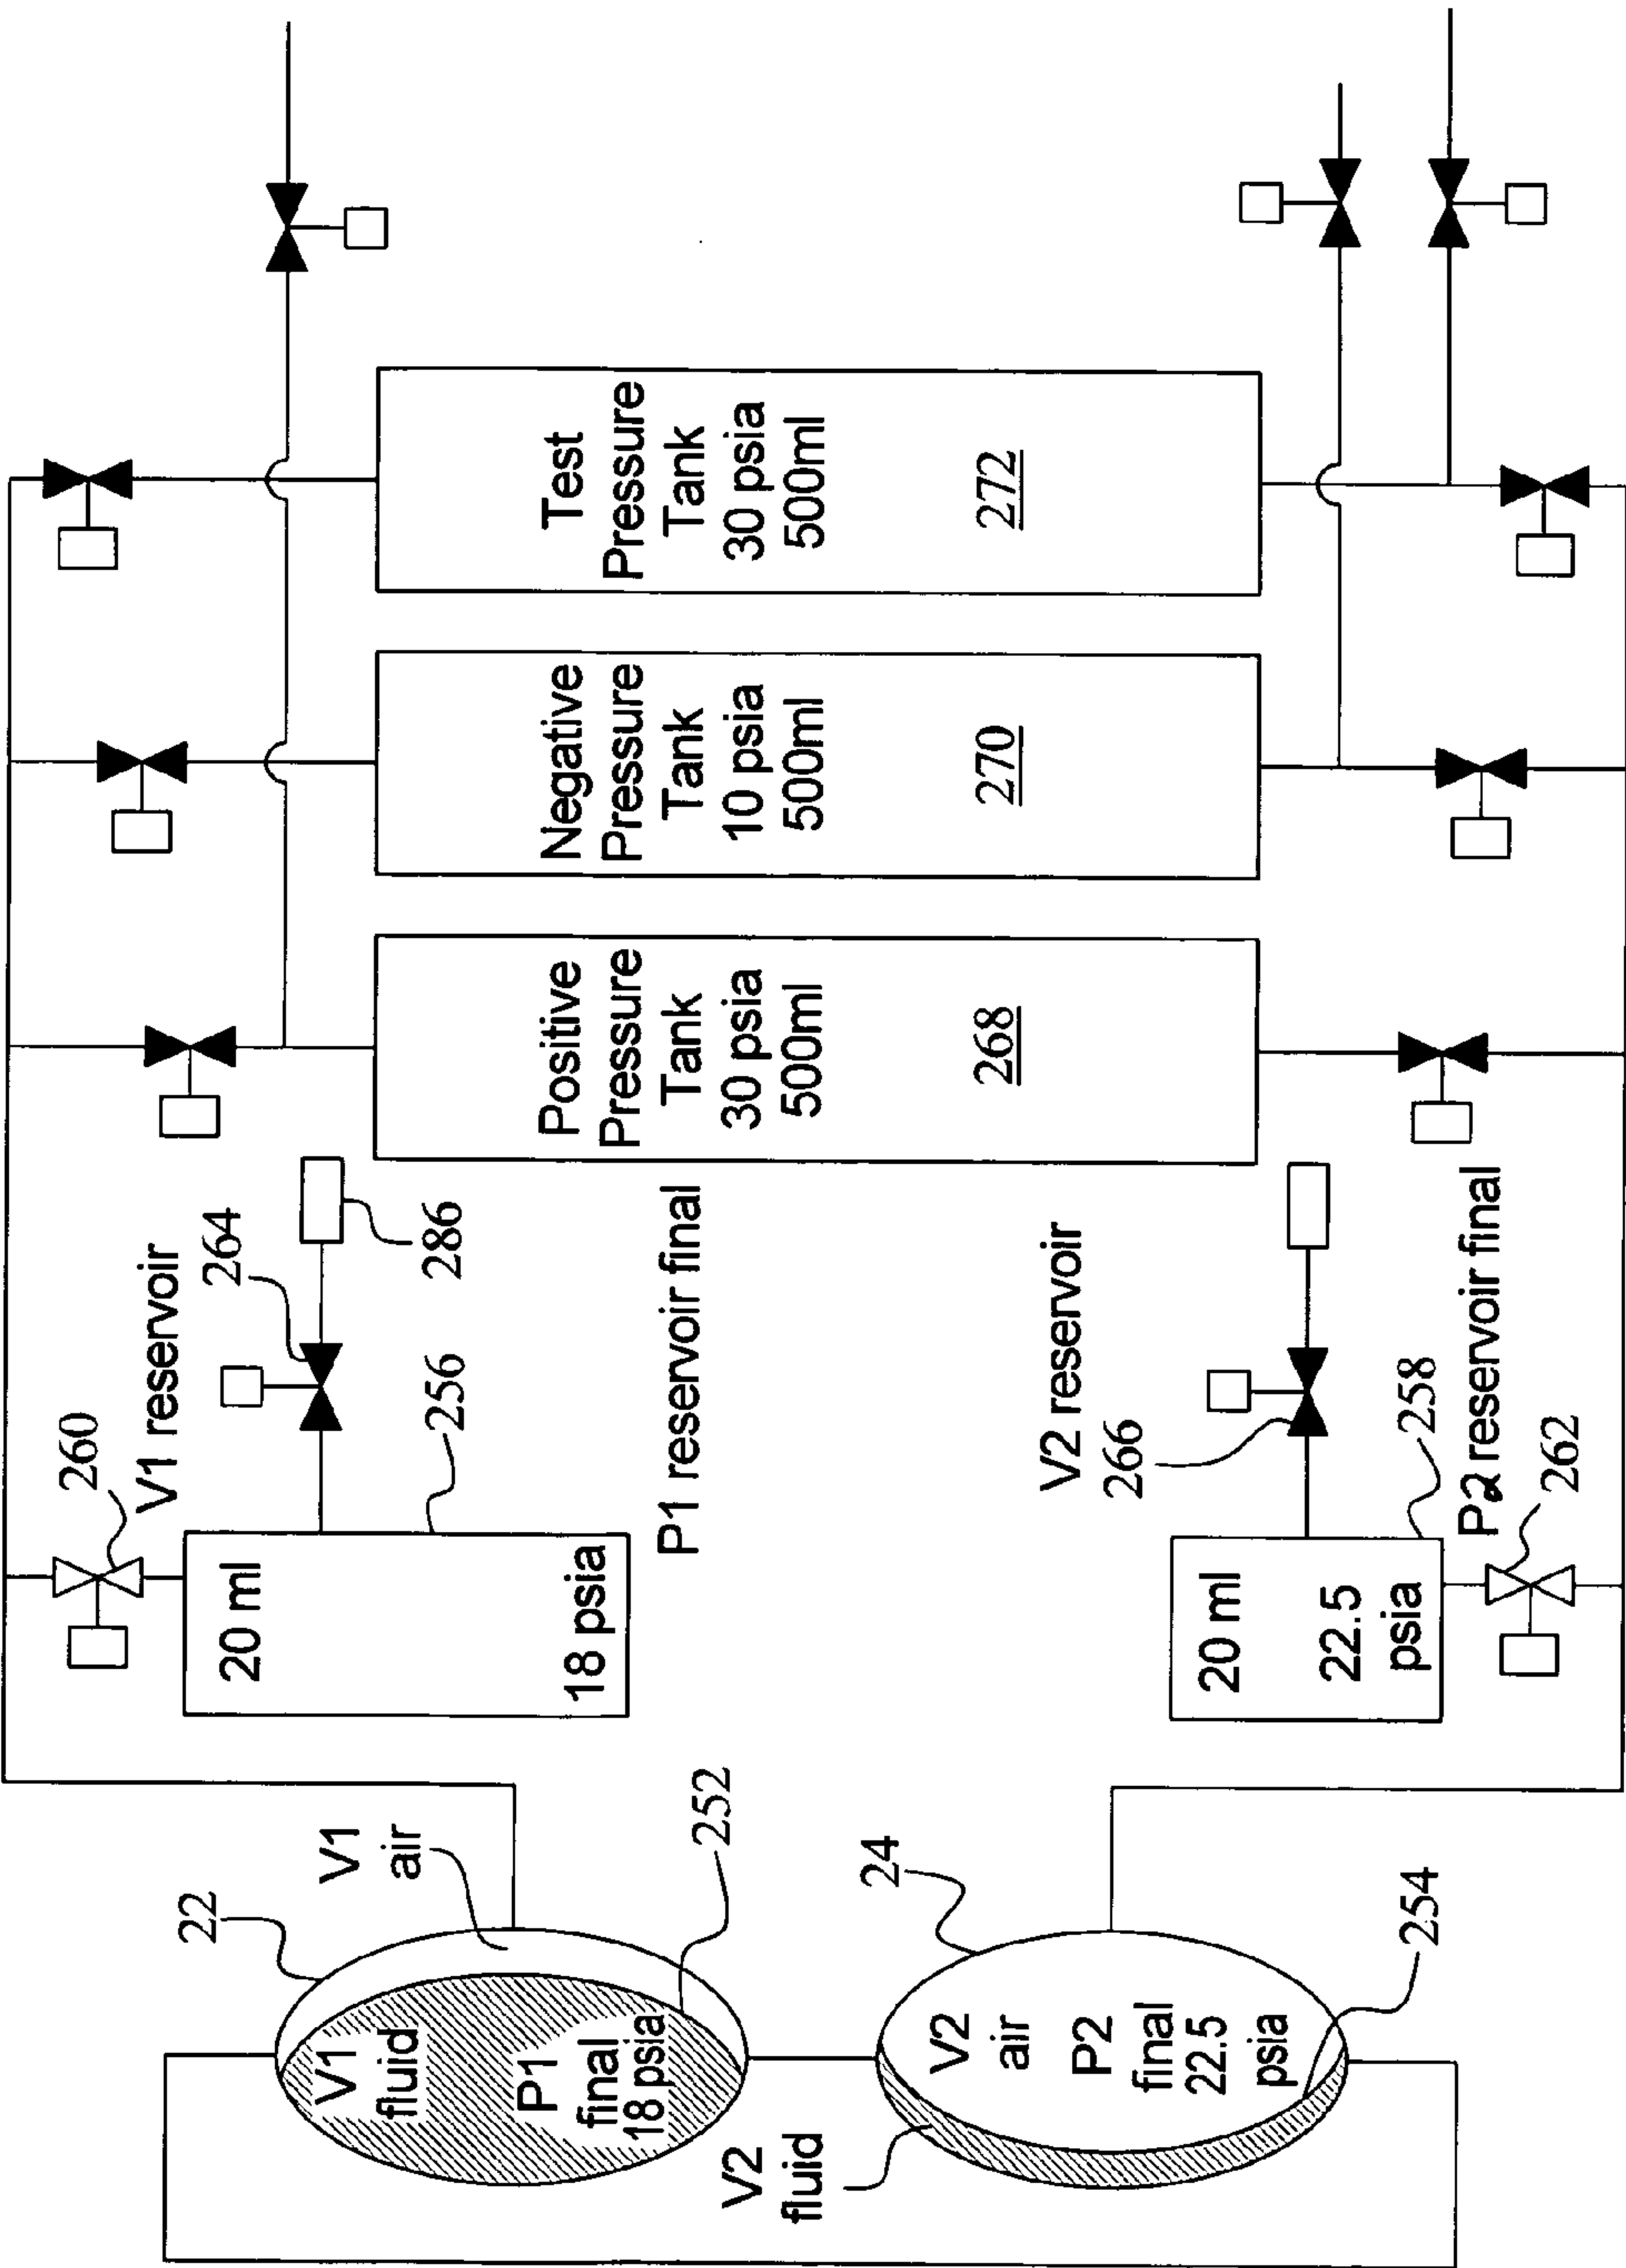 22
V1
air
V1
fluid
P1
final
18 psia
252
V2
fluid
24
V2
air
P2
final
22.5
psia
254
260
V1 reservoir
20 ml
18 psia
264
286
256
P1 reservoir final
V2 reservoir
266
20 ml
22.5
psia
258
P2 reservoir final
262
Positive
Pressure
Tank
30 psia
500ml
268
Negative
Pressure
Tank
10 psia
500ml
270
Test
Pressure
Tank
30 psia
500ml
272